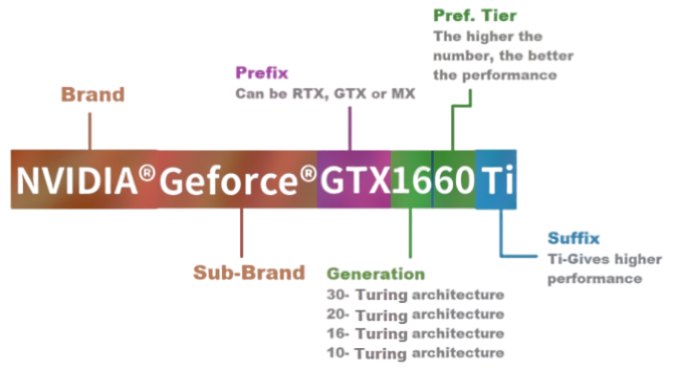 Pref. Tier
The higher the
number, the better
the performance
Prefix
Can be RTX, GTX or MX
Brand
NVIDIA® Geforce® GTX 1660 Ti
Sub-Brand
Generation
30- Turing architecture
20- Turing architecture
16- Turing architecture
10- Turing architecture
Suffix
Ti-Gives higher
performance